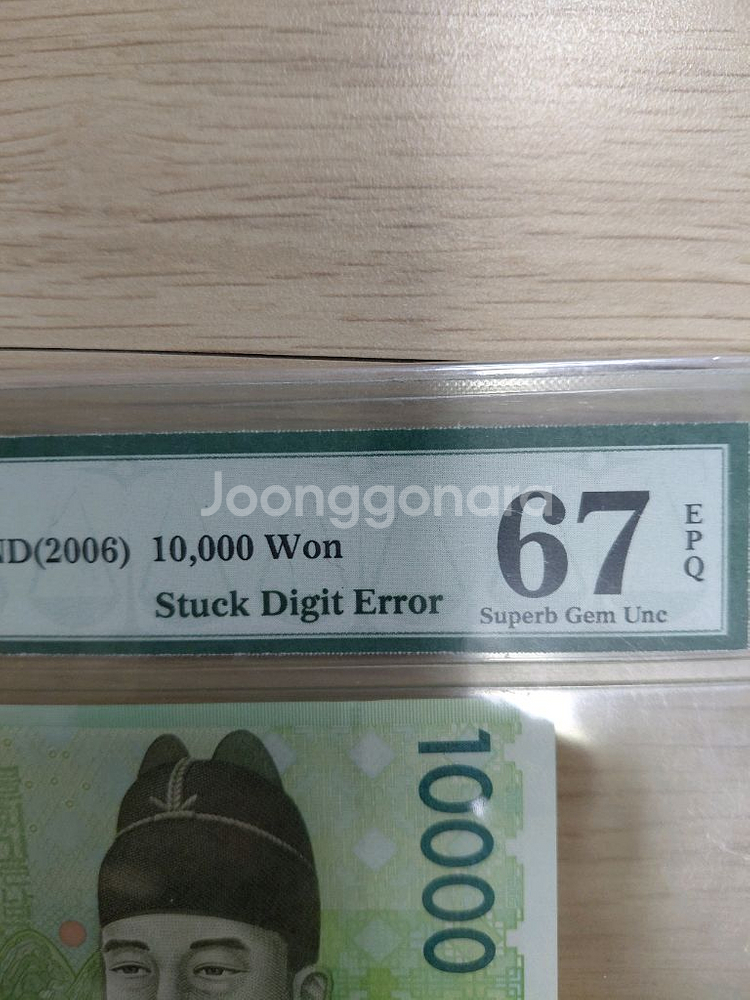 Joonggonara
ND(2006) 10,000 Won
Stuck Digit Error
67
EPQ
Superb Gem Unc
10000